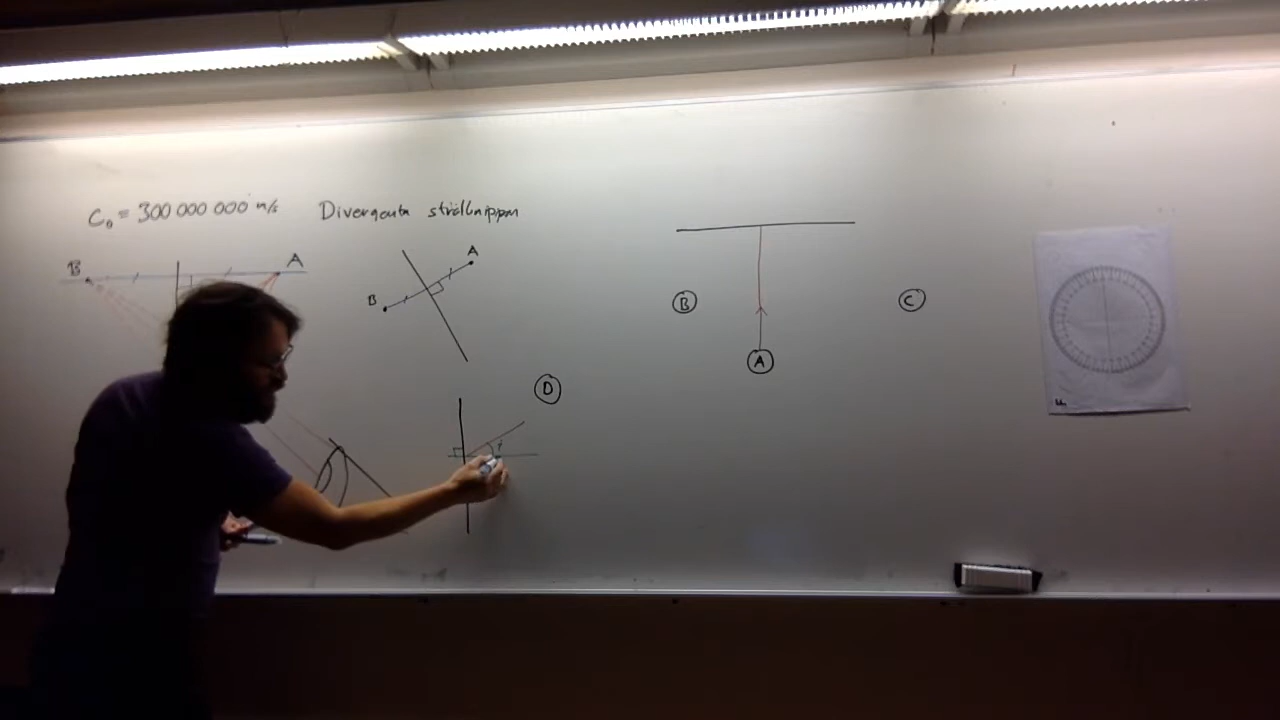 C₀ = 300 000 000 m/s Divergenta strålknippen
B A
B A
B
C
A
D
i